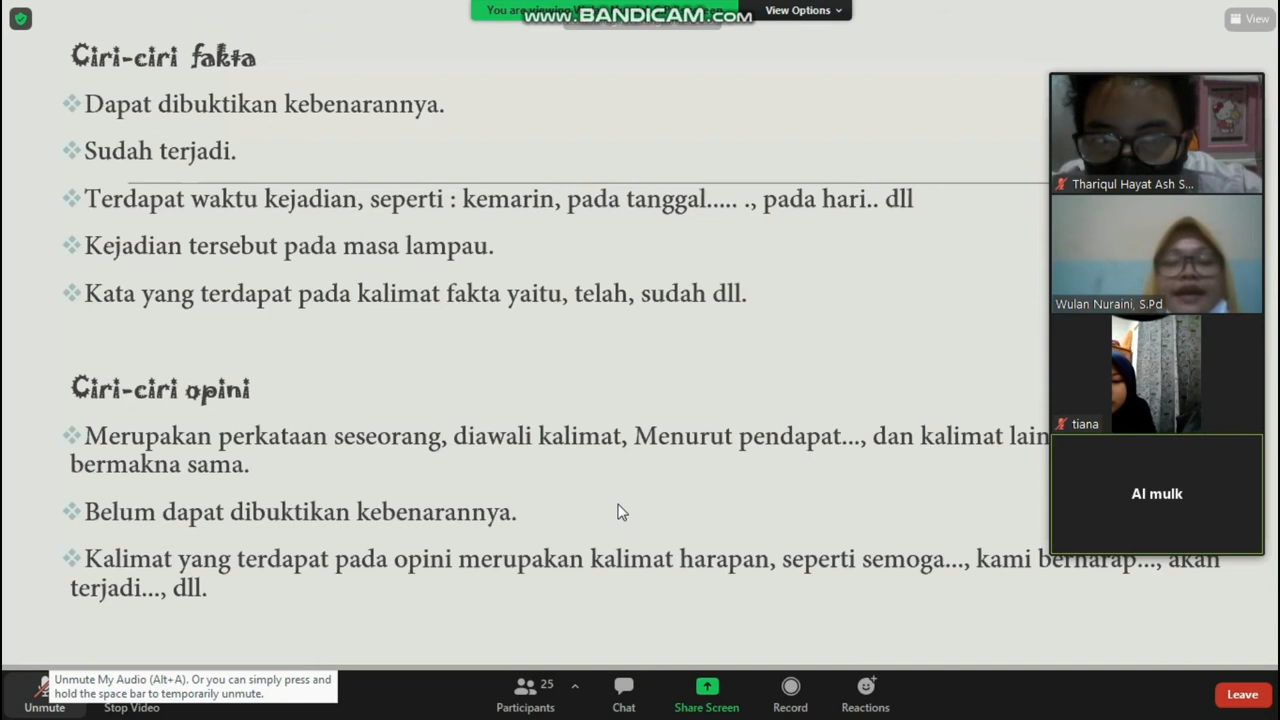 You are
View Options
www.BANDICAM.com
View
Ciri-ciri fakta
Dapat dibuktikan kebenarannya.
Sudah terjadi.
Terdapat waktu kejadian, seperti : kemarin, pada tanggal..... ., pada hari.. dll
Kejadian tersebut pada masa lampau.
Kata yang terdapat pada kalimat fakta yaitu, telah, sudah dll.
Ciri-ciri opini
Merupakan perkataan seseorang, diawali kalimat, Menurut pendapat..., dan kalimat lain
bermakna sama.
Belum dapat dibuktikan kebenarannya.
Kalimat yang terdapat pada opini merupakan kalimat harapan, seperti semoga..., kami berharap..., akan
terjadi..., dll.
Thariqul Hayat Ash S...
Wulan Nuraini, S.Pd
tiana
Al mulk
Unmute My Audio (Alt+A). Or you can simply press and
hold the space bar to temporarily unmute.
Unmute
Stop Video
25
Participants
Chat
Share Screen
Record
Reactions
Leave